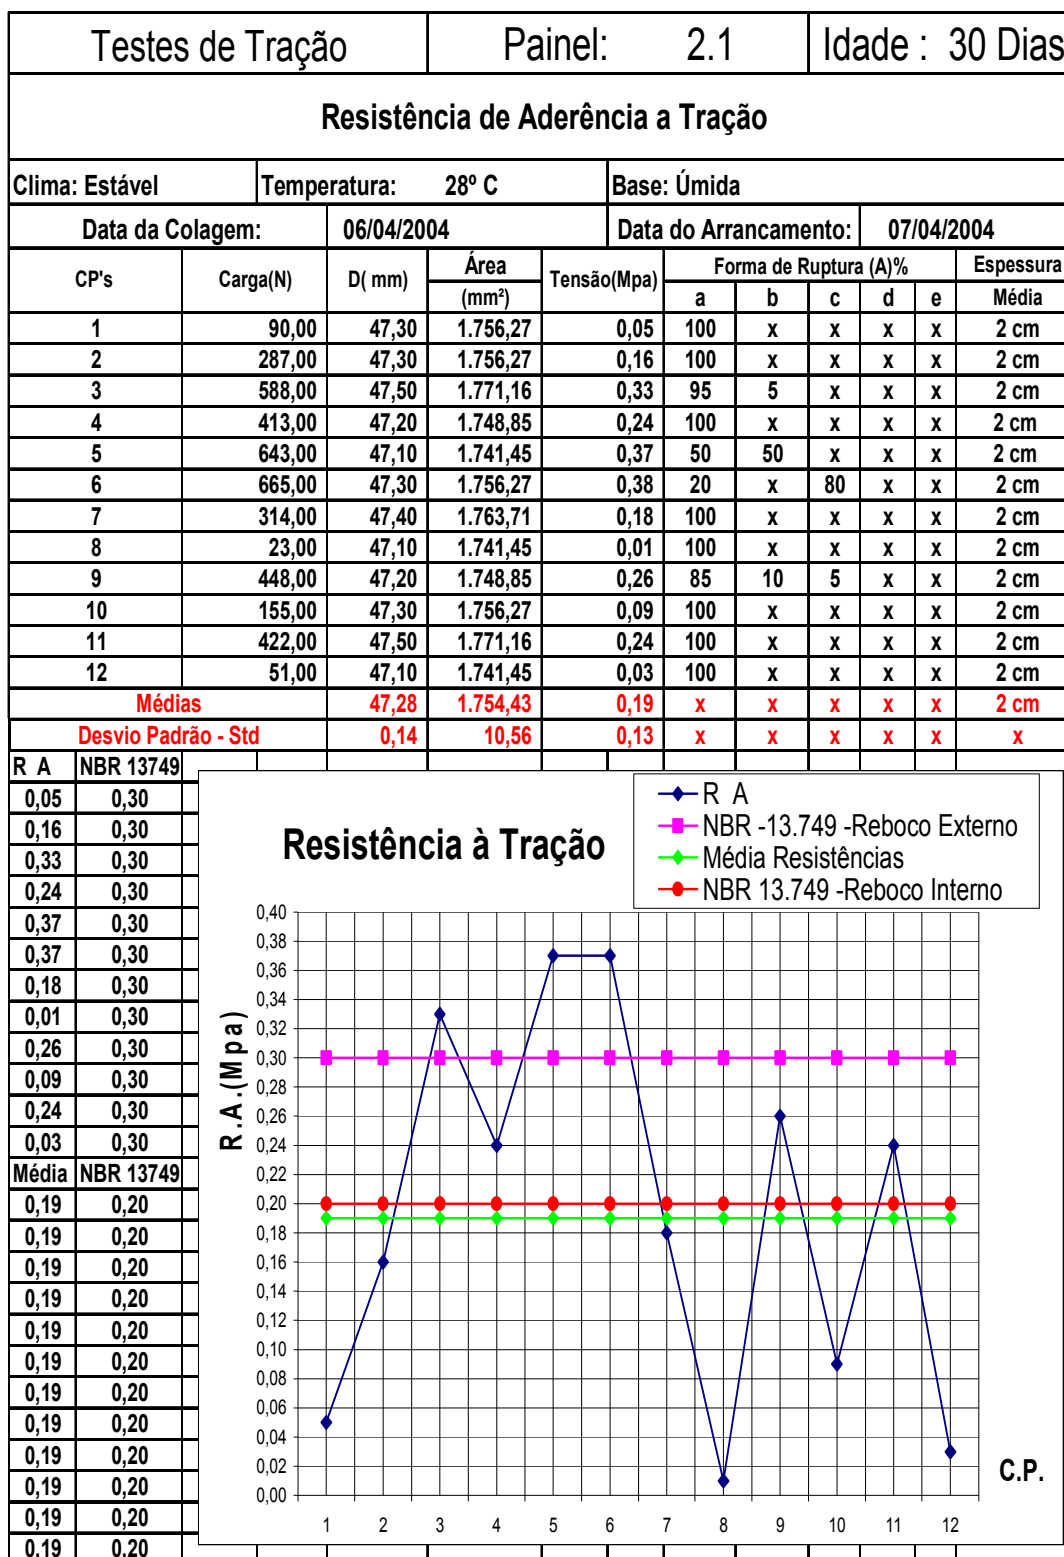 Testes de Tração Painel: 2.1 Idade : 30 Dias
Resistência de Aderência a Tração
Clima: Estável Temperatura: 28º C Base: Úmida
Data da Colagem: 06/04/2004 Data do Arrancamento: 07/04/2004
CP's Carga(N) D( mm) Área Tensão(Mpa) Forma de Ruptura (A)% Espessura
(mm²) a b c d e Média
1 90,00 47,30 1.756,27 0,05 100 x x x x 2 cm
2 287,00 47,30 1.756,27 0,16 100 x x x x 2 cm
3 588,00 47,50 1.771,16 0,33 95 5 x x x 2 cm
4 413,00 47,20 1.748,85 0,24 100 x x x x 2 cm
5 643,00 47,10 1.741,45 0,37 50 50 x x x 2 cm
6 665,00 47,30 1.756,27 0,38 20 x 80 x x 2 cm
7 314,00 47,40 1.763,71 0,18 100 x x x x 2 cm
8 23,00 47,10 1.741,45 0,01 100 x x x x 2 cm
9 448,00 47,20 1.748,85 0,26 85 10 5 x x 2 cm
10 155,00 47,30 1.756,27 0,09 100 x x x x 2 cm
11 422,00 47,50 1.771,16 0,24 100 x x x x 2 cm
12 51,00 47,10 1.741,45 0,03 100 x x x x 2 cm
Médias 47,28 1.754,43 0,19 x x x x x 2 cm
Desvio Padrão - Std 0,14 10,56 0,13 x x x x x x
R A NBR 13749
0,05 0,30
0,16 0,30
0,33 0,30
0,24 0,30
0,37 0,30
0,37 0,30
0,18 0,30
0,01 0,30
0,26 0,30
0,09 0,30
0,24 0,30
0,03 0,30
Média NBR 13749
0,19 0,20
0,19 0,20
0,19 0,20
0,19 0,20
0,19 0,20
0,19 0,20
0,19 0,20
0,19 0,20
0,19 0,20
0,19 0,20
0,19 0,20
0,19 0,20
Resistência à Tração
R A
NBR -13.749 -Reboco Externo
Média Resistências
NBR 13.749 -Reboco Interno
R.A.(Mpa)
0,40
0,38
0,36
0,34
0,32
0,30
0,28
0,26
0,24
0,22
0,20
0,18
0,16
0,14
0,12
0,10
0,08
0,06
0,04
0,02
0,00
1 2 3 4 5 6 7 8 9 10 11 12
C.P.